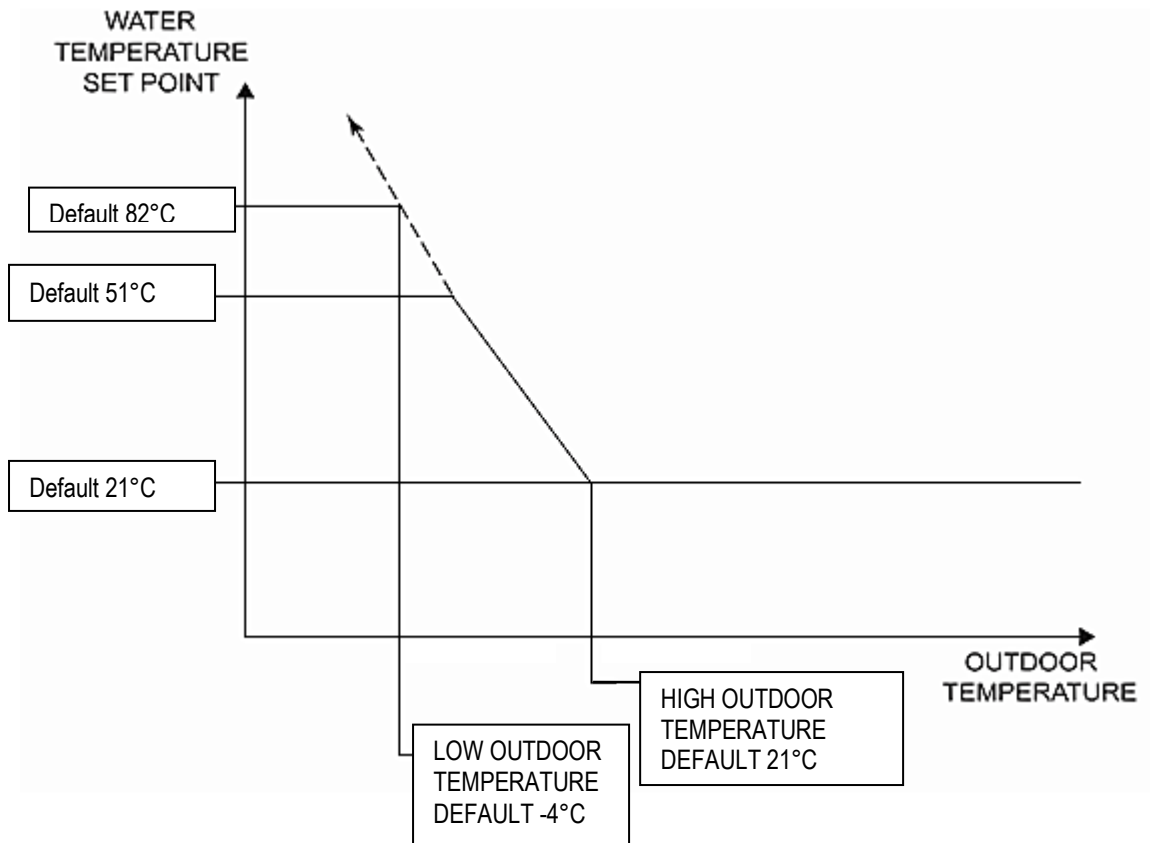 WATER
TEMPERATURE
SET POINT
Default 82°C
Default 51°C
Default 21°C
OUTDOOR
TEMPERATURE
HIGH OUTDOOR
TEMPERATURE
DEFAULT 21°C
LOW OUTDOOR
TEMPERATURE
DEFAULT -4°C